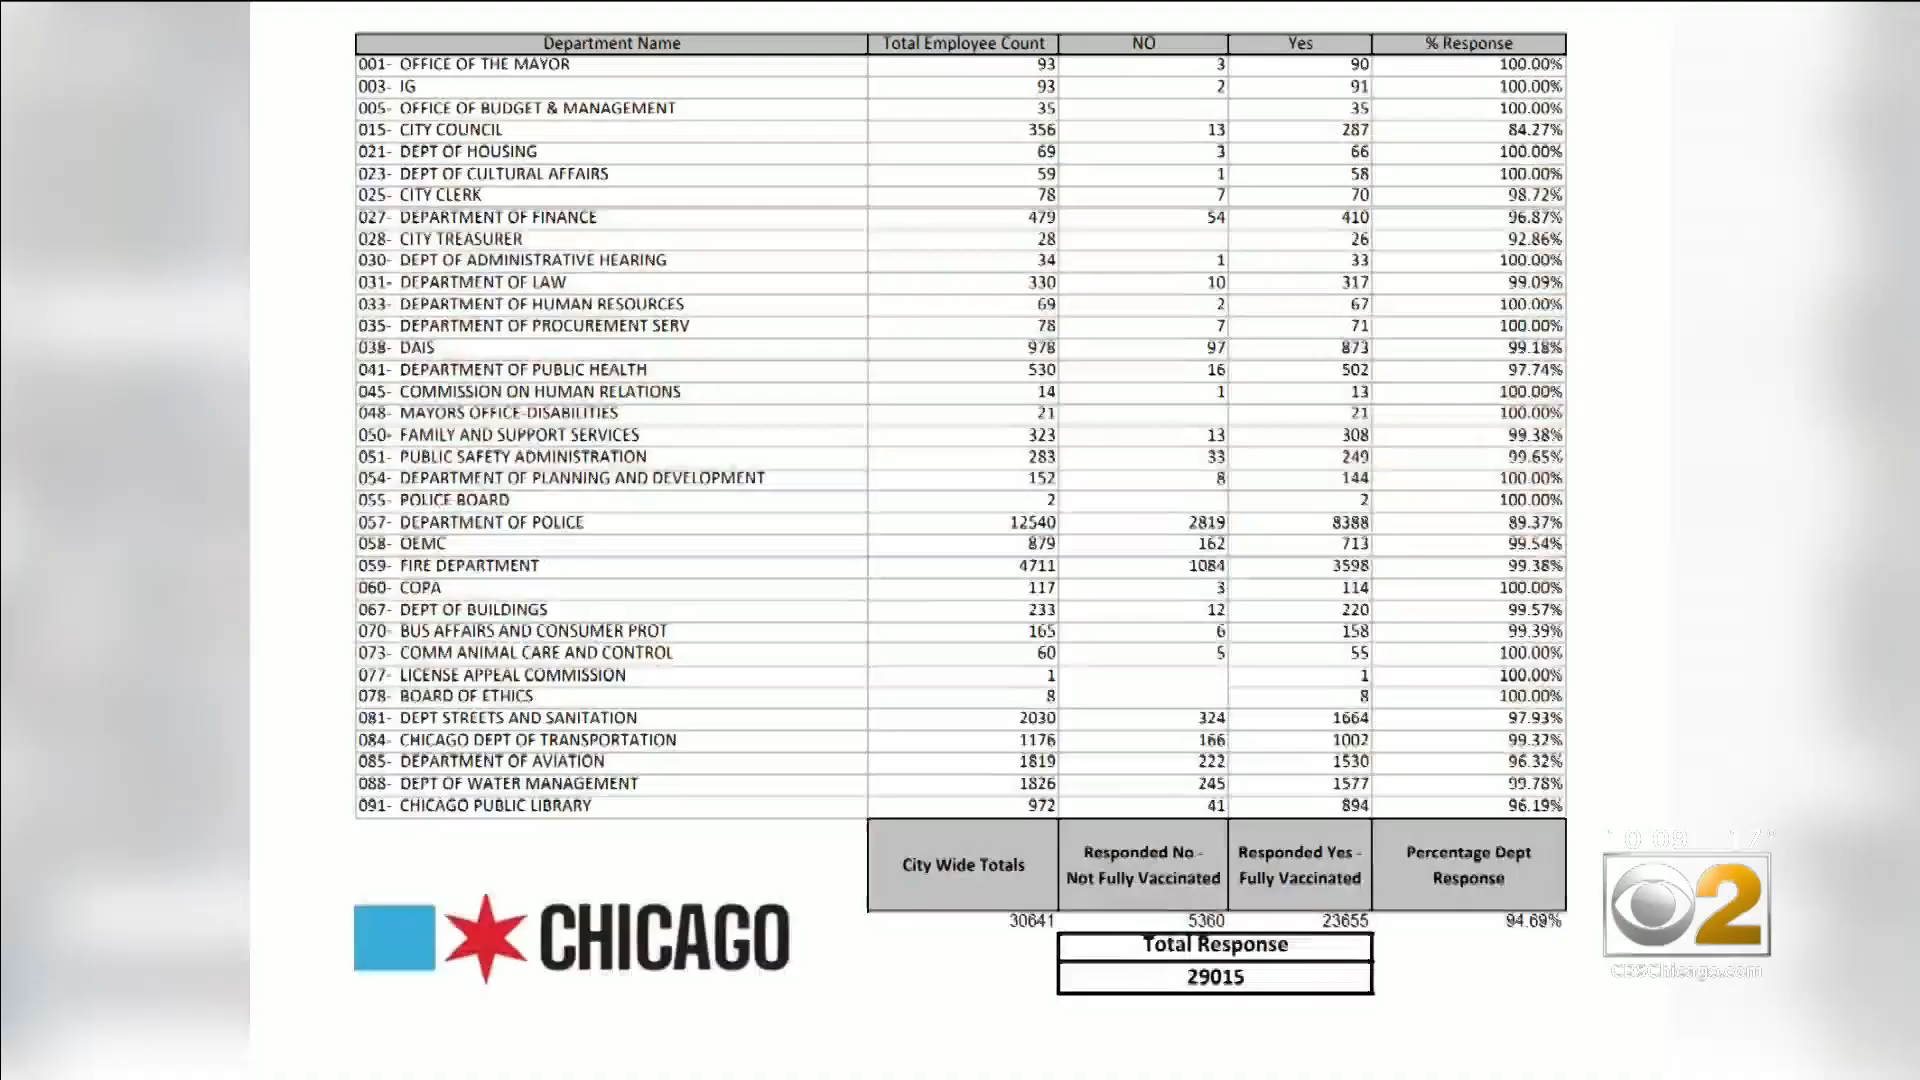 Department Name Total Employee Count NO Yes % Response
001- OFFICE OF THE MAYOR 93 3 90 100.00%
003- IG 93 2 91 100.00%
005- OFFICE OF BUDGET & MANAGEMENT 35 35 100.00%
015- CITY COUNCIL 356 13 287 84.27%
021- DEPT OF HOUSING 69 3 66 100.00%
023- DEPT OF CULTURAL AFFAIRS 59 1 58 100.00%
025- CITY CLERK 78 7 70 98.72%
027- DEPARTMENT OF FINANCE 479 54 410 96.87%
028- CITY TREASURER 28 26 92.86%
030- DEPT OF ADMINISTRATIVE HEARING 34 1 33 100.00%
031- DEPARTMENT OF LAW 330 10 317 99.09%
033- DEPARTMENT OF HUMAN RESOURCES 69 2 67 100.00%
035- DEPARTMENT OF PROCUREMENT SERV 78 7 71 100.00%
038- DAIS 978 97 873 99.18%
041- DEPARTMENT OF PUBLIC HEALTH 530 16 502 97.74%
045- COMMISSION ON HUMAN RELATIONS 14 1 13 100.00%
048- MAYORS OFFICE-DISABILITIES 21 21 100.00%
050- FAMILY AND SUPPORT SERVICES 323 13 308 99.38%
051- PUBLIC SAFETY ADMINISTRATION 283 33 249 99.65%
054- DEPARTMENT OF PLANNING AND DEVELOPMENT 152 8 144 100.00%
055- POLICE BOARD 2 2 100.00%
057- DEPARTMENT OF POLICE 12540 2819 8388 89.37%
058- OEMC 879 162 713 99.54%
059- FIRE DEPARTMENT 4711 1084 3598 99.38%
060- COPA 117 3 114 100.00%
067- DEPT OF BUILDINGS 233 12 220 99.57%
070- BUS AFFAIRS AND CONSUMER PROT 165 6 158 99.39%
073- COMM ANIMAL CARE AND CONTROL 60 5 55 100.00%
077- LICENSE APPEAL COMMISSION 1 1 100.00%
078- BOARD OF ETHICS 8 8 100.00%
081- DEPT STREETS AND SANITATION 2030 324 1664 97.93%
084- CHICAGO DEPT OF TRANSPORTATION 1176 166 1002 99.32%
085- DEPARTMENT OF AVIATION 1819 222 1530 96.32%
088- DEPT OF WATER MANAGEMENT 1826 245 1577 99.78%
091- CHICAGO PUBLIC LIBRARY 972 41 894 96.19%
City Wide Totals
Responded No -
Not Fully Vaccinated
Responded Yes -
Fully Vaccinated
Percentage Dept
Response
30641 5360 23655 94.69%
Total Response
29015
CHICAGO
10:09 17°
2
CBSChicago.com